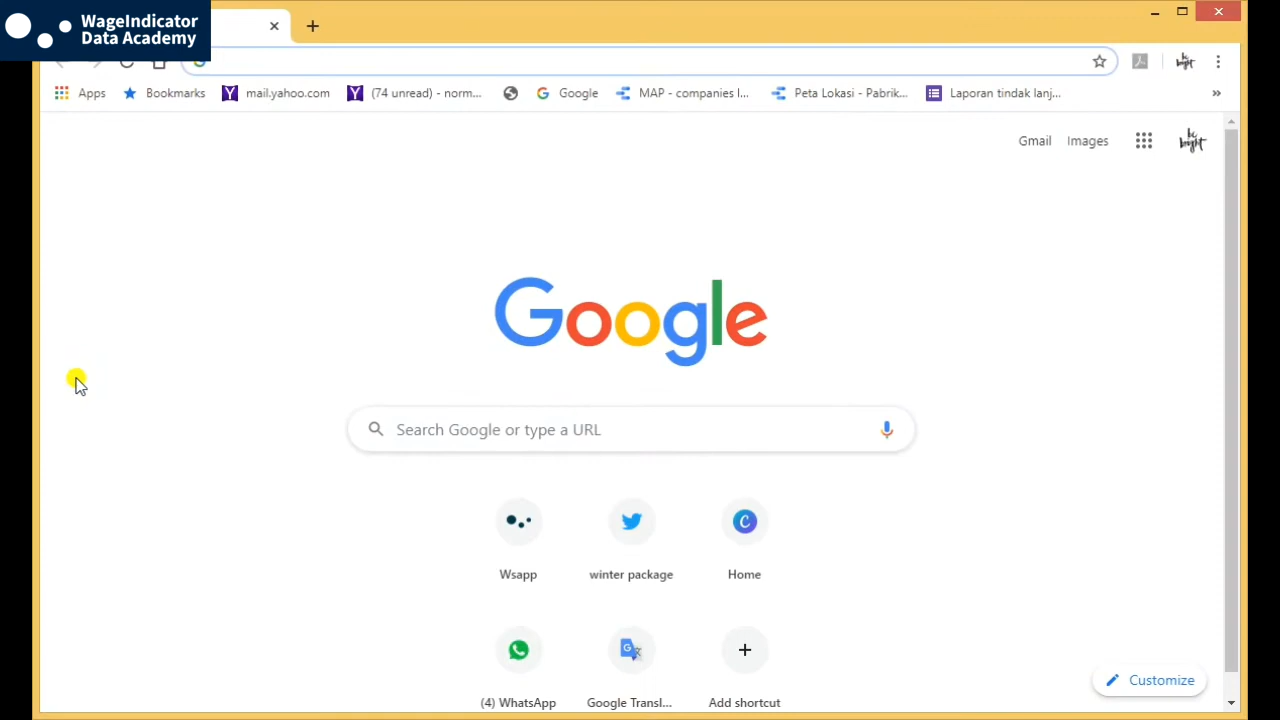 WageIndicator
Data Academy
Apps
Bookmarks
mail.yahoo.com
(74 unread) - norm...
Google
MAP - companies l...
Peta Lokasi - Pabrik...
Laporan tindak lanj...
»
Gmail
Images
be bright
Google
Search Google or type a URL
Wsapp
winter package
Home
(4) WhatsApp
Google Transl...
Add shortcut
Customize